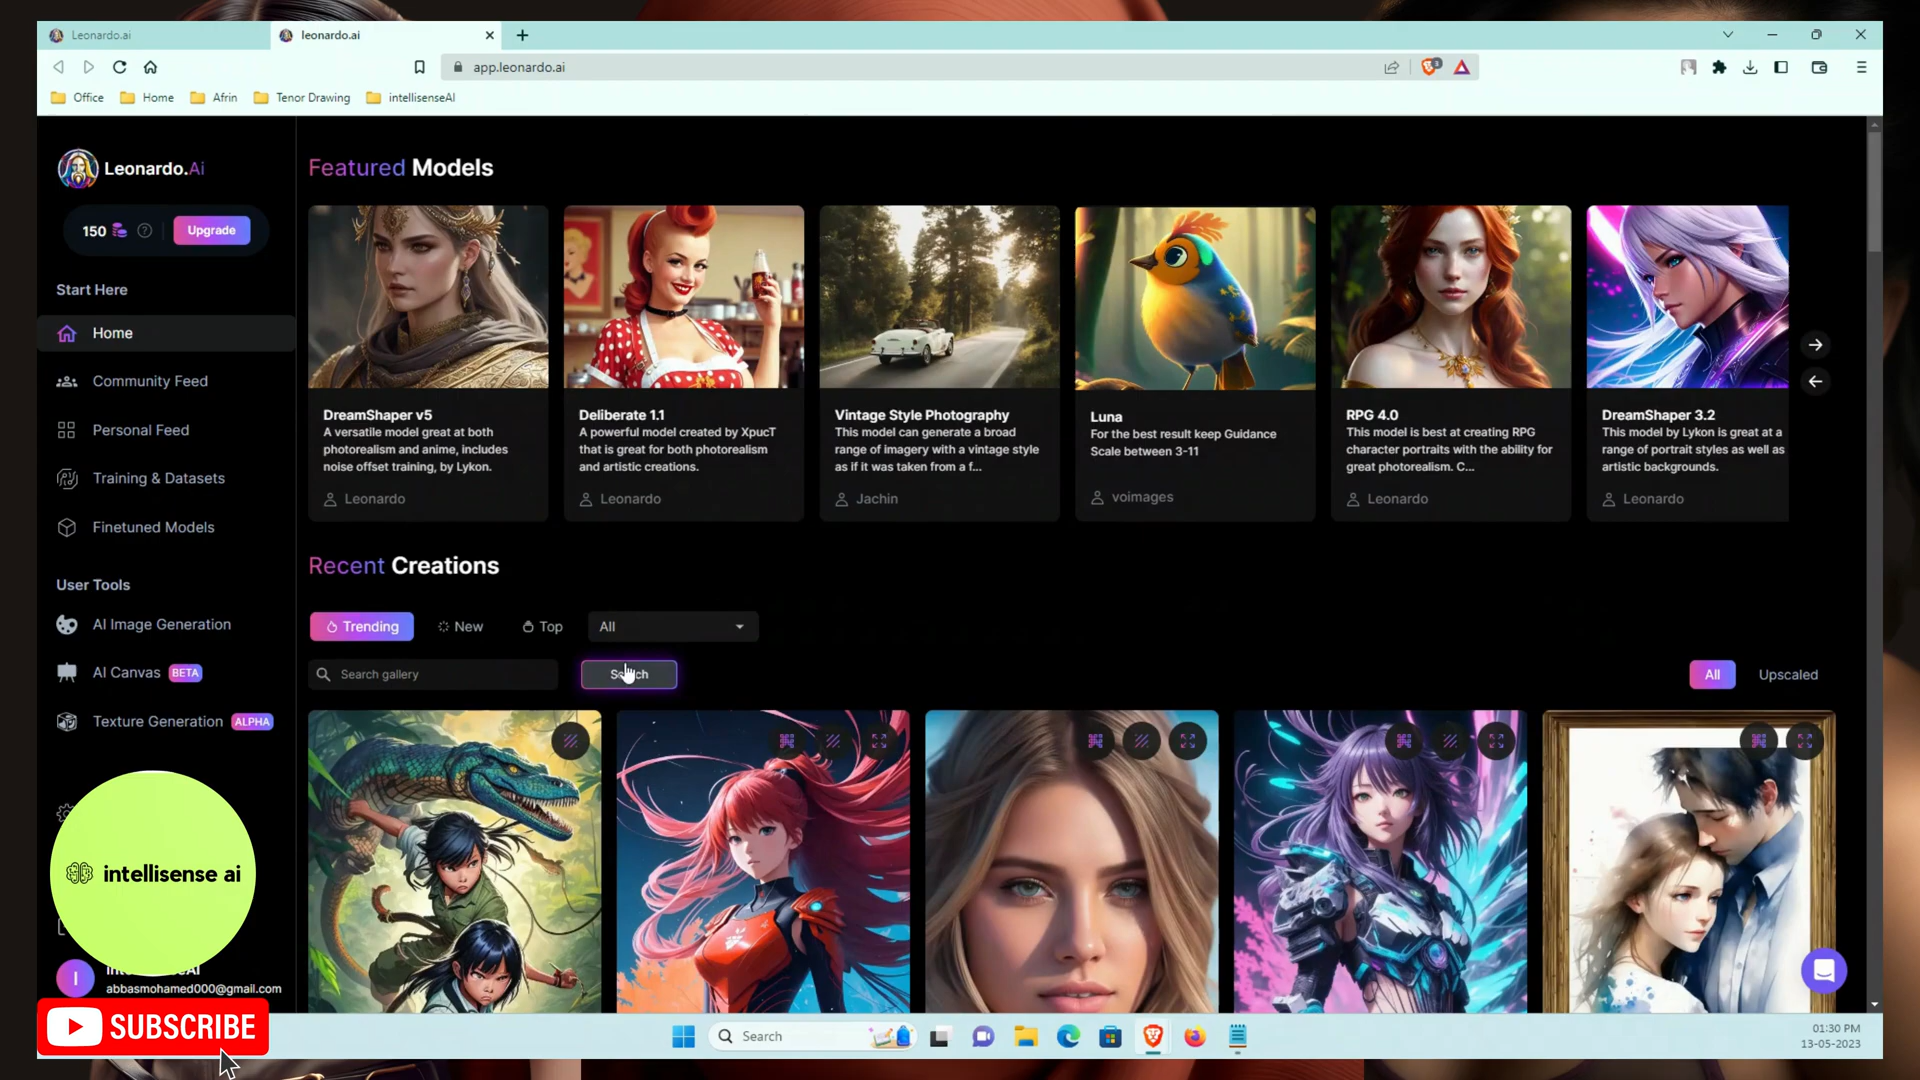 Leonardo.ai
leonardo.ai
app.leonardo.ai
3
Office
Home
Afrin
Tenor Drawing
intellisenseAI
Leonardo.Ai
150
Upgrade
Start Here
Home
Community Feed
Personal Feed
Training & Datasets
Finetuned Models
User Tools
AI Image Generation
AI Canvas BETA
Texture Generation ALPHA
intellisense ai
I
abbasmohamed000@gmail.com
SUBSCRIBE
Featured Models
DreamShaper v5
A versatile model great at both
photorealism and anime, includes
noise offset training, by Lykon.
Leonardo
Deliberate 1.1
A powerful model created by XpucT
that is great for both photorealism
and artistic creations.
Leonardo
Vintage Style Photography
This model can generate a broad
range of imagery with a vintage style
as if it was taken from a f...
Jachin
Luna
For the best result keep Guidance
Scale between 3-11
voimages
RPG 4.0
This model is best at creating RPG
character portraits with the ability for
great photorealism. C...
Leonardo
DreamShaper 3.2
This model by Lykon is great at a
range of portrait styles as well as
artistic backgrounds.
Leonardo
Recent Creations
Trending
New
Top
All
Search gallery
Search
All
Upscaled
Search
01:30 PM
13-05-2023